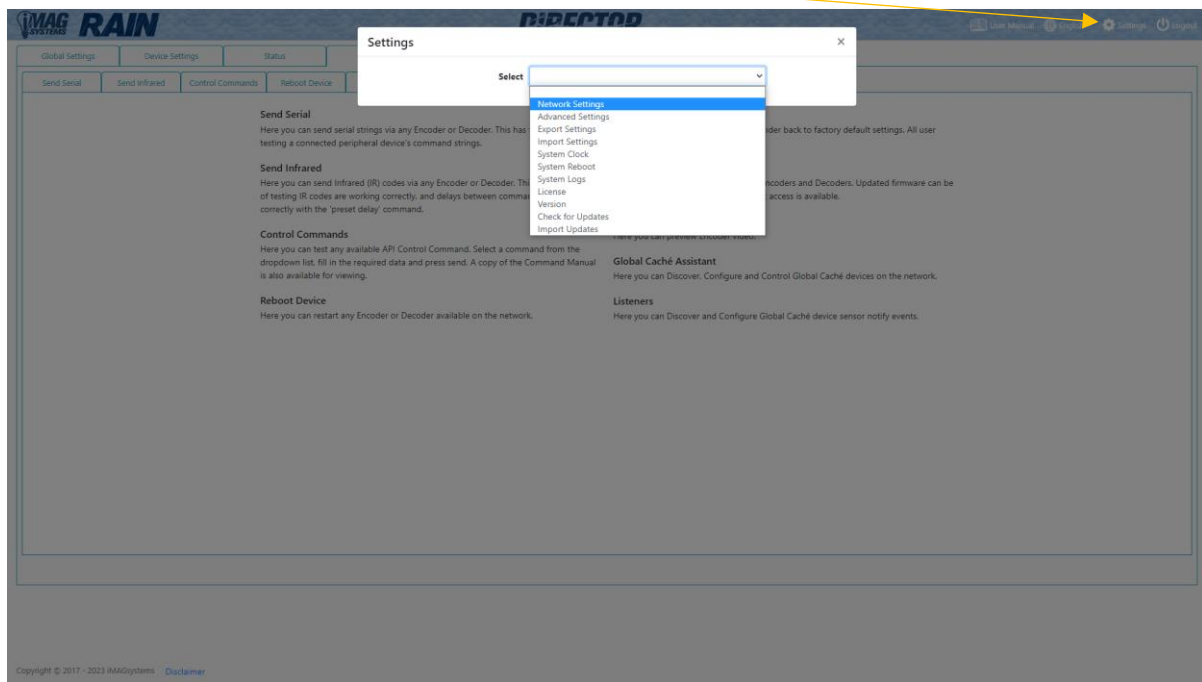 iMAG SYSTEMS RAIN
DIRECTOR
User Manual
Settings
Logout
Settings
×
Select
Network Settings
Advanced Settings
Export Settings
Import Settings
System Clock
System Reboot
System Logs
License
Version
Check for Updates
Import Updates
Global Settings
Device Settings
Status
Send Serial
Send Infrared
Control Commands
Reboot Device
Send Serial
Here you can send serial strings via any Encoder or Decoder. This has
testing a connected peripheral device's command strings.
Send Infrared
Here you can send Infrared (IR) codes via any Encoder or Decoder.
of testing IR codes are working correctly, and delays between
correctly with the 'preset delay' command.
Control Commands
Here you can test any available API Control Command. Select a command from the
dropdown list, fill in the required data and press send. A copy of the Command Manual
is also available for viewing.
Reboot Device
Here you can restart any Encoder or Decoder available on the network.
back to factory default settings. All user
Encoders and Decoders. Updated firmware can be
access is available.
Here you can preview Encoder video.
Global Caché Assistant
Here you can Discover, Configure and Control Global Caché devices on the network.
Listeners
Here you can Discover and Configure Global Caché device sensor notify events.
Copyright © 2017 - 2023 iMAGsystems
Disclaimer